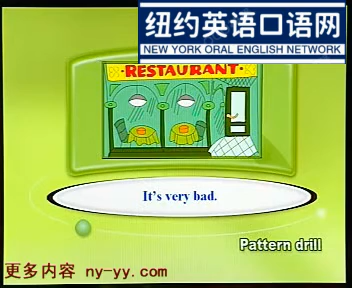 纽约英语口语网
NEW YORK ORAL ENGLISH NETWORK
·RESTAURANT·
It's very bad.
Pattern drill
更多内容 ny-yy.com